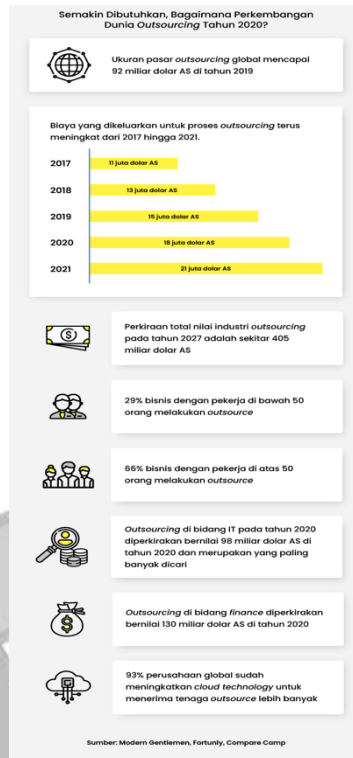 Semakin Dibutuhkan, Bagaimana Perkembangan
Dunia Outsourcing Tahun 2020?
Ukuran pasar outsourcing global mencapai
92 miliar dolar AS di tahun 2019
Biaya yang dikeluarkan untuk proses outsourcing terus
meningkat dari 2017 hingga 2021.
2017 11 juta dolar AS
2018 13 juta dolar AS
2019 15 juta dolar AS
2020 18 juta dolar AS
2021 21 juta dolar AS
Perkiraan total nilai industri outsourcing
pada tahun 2027 adalah sekitar 405
miliar dolar AS
29% bisnis dengan pekerja di bawah 50
orang melakukan outsource
66% bisnis dengan pekerja di atas 50
orang melakukan outsource
Outsourcing di bidang IT pada tahun 2020
diperkirakan bernilai 98 miliar dolar AS di
tahun 2020 dan merupakan yang paling
banyak dicari
Outsourcing di bidang finance diperkirakan
bernilai 130 miliar dolar AS di tahun 2020
93% perusahaan global sudah
meningkatkan cloud technology untuk
menerima tenaga outsource lebih banyak
Sumber: Modern Gentlemen, Fortunly, Compare Camp